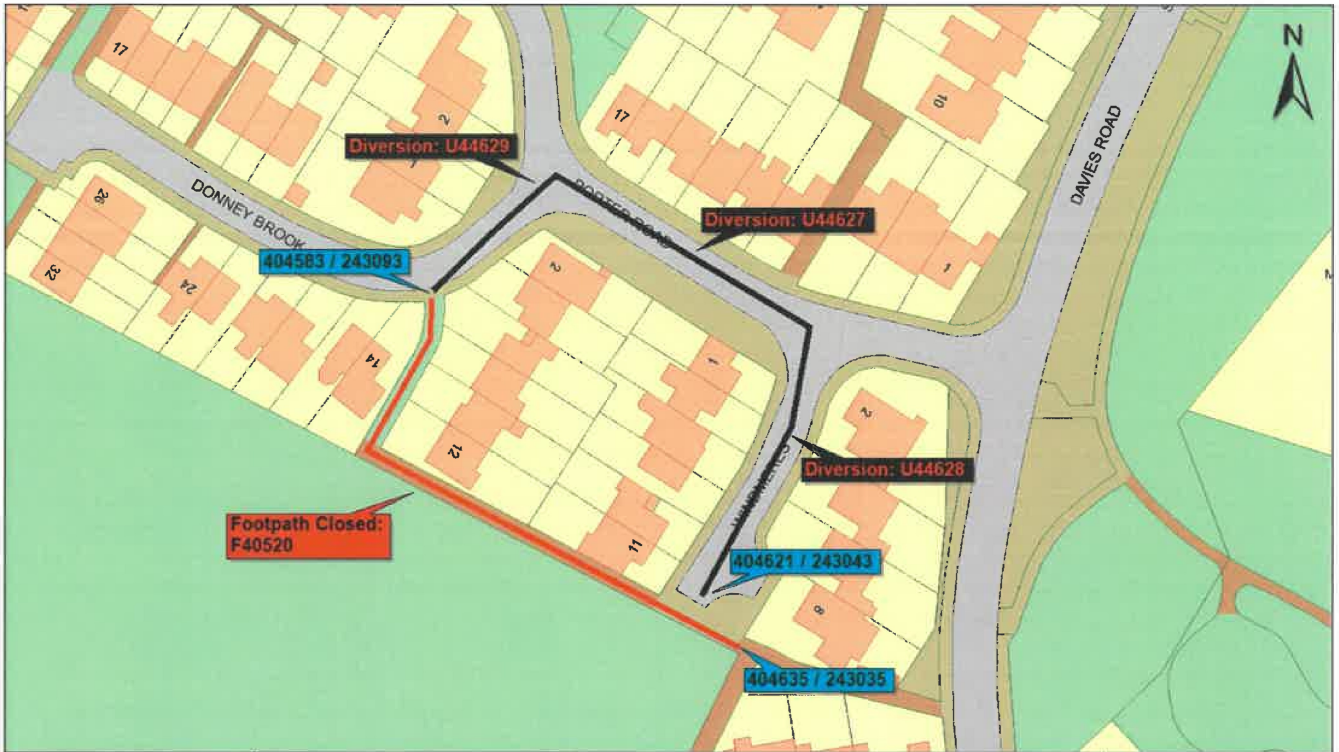 N
17
2
17
10
1
Diversion: U44629
DONNEY BROOK
DAVIES ROAD
Diversion: U44627
404583 / 243093
26
32
24
14
2
1
12
11
2
8
Diversion: U44628
Footpath Closed:
F40520
404621 / 243043
404635 / 243035